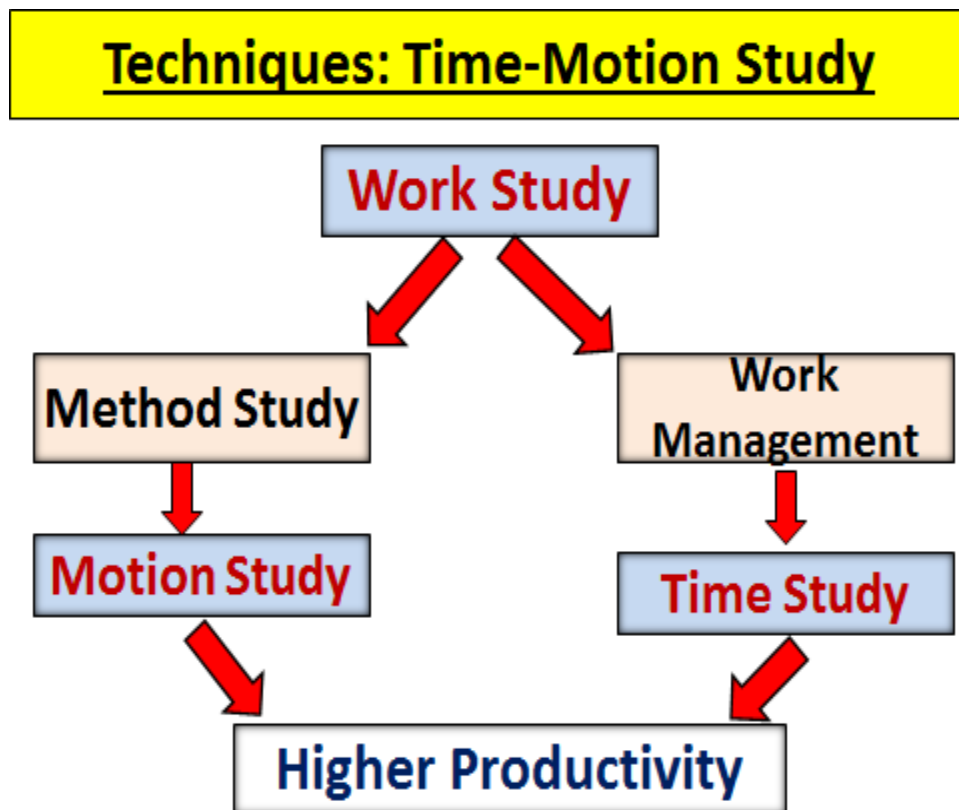 Techniques: Time-Motion Study
Work Study
Method Study
Work
Management
Motion Study
Time Study
Higher Productivity